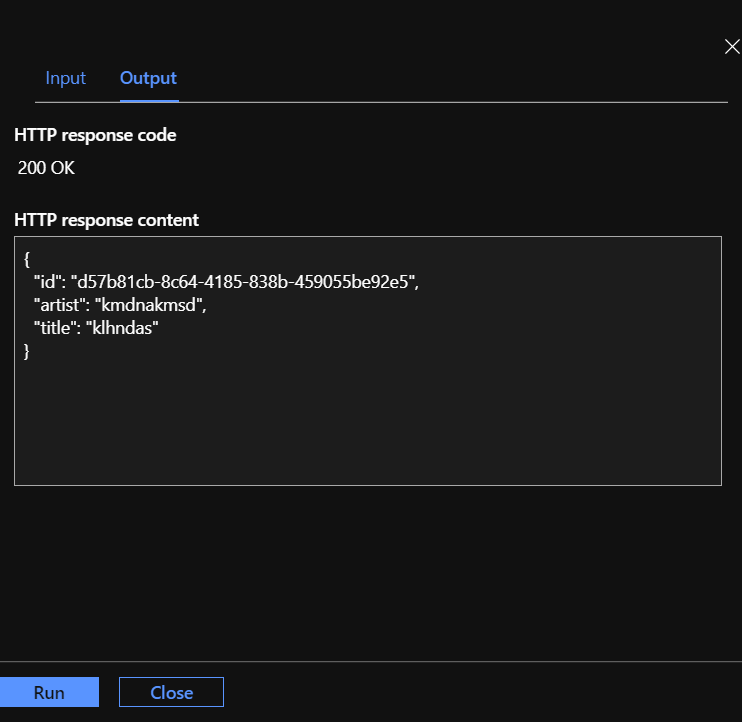 Input Output
HTTP response code
200 OK
HTTP response content
{
"id": "d57b81cb-8c64-4185-838b-459055be92e5",
"artist": "kmdnakmsd",
"title": "klhndas"
}
Run Close